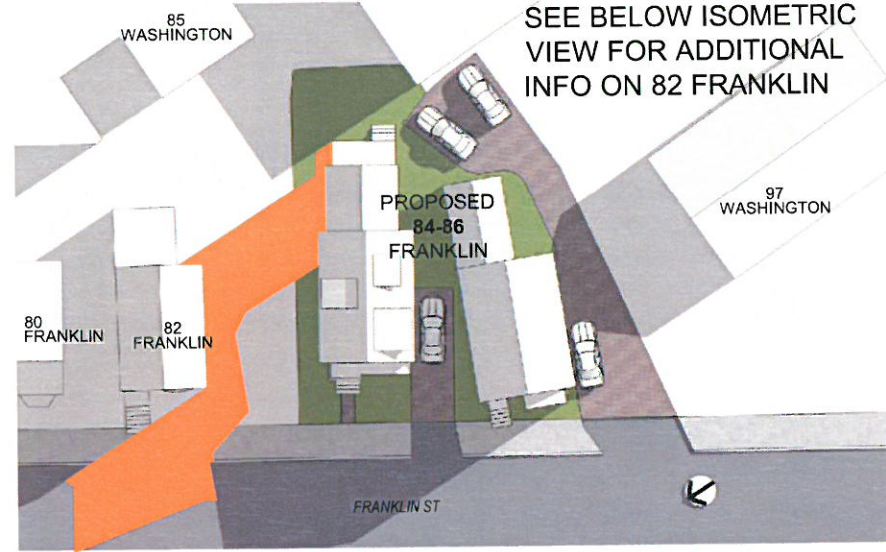 SEE BELOW ISOMETRIC
VIEW FOR ADDITIONAL
INFO ON 82 FRANKLIN
85
WASHINGTON
97
WASHINGTON
PROPOSED
84-86
FRANKLIN
80
FRANKLIN
82
FRANKLIN
FRANKLIN ST